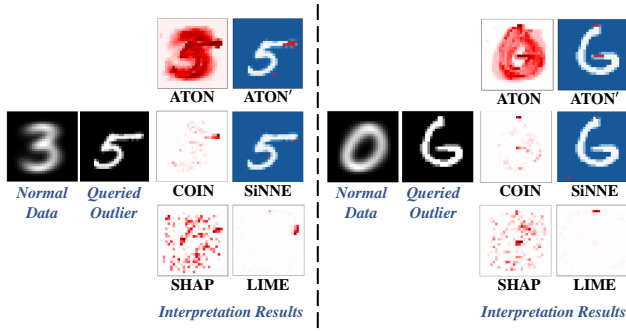 ATON ATON′
COIN SiNNE
Normal Data
Queried Outlier
SHAP LIME
Interpretation Results
ATON ATON′
COIN SiNNE
Normal Data
Queried Outlier
SHAP LIME
Interpretation Results